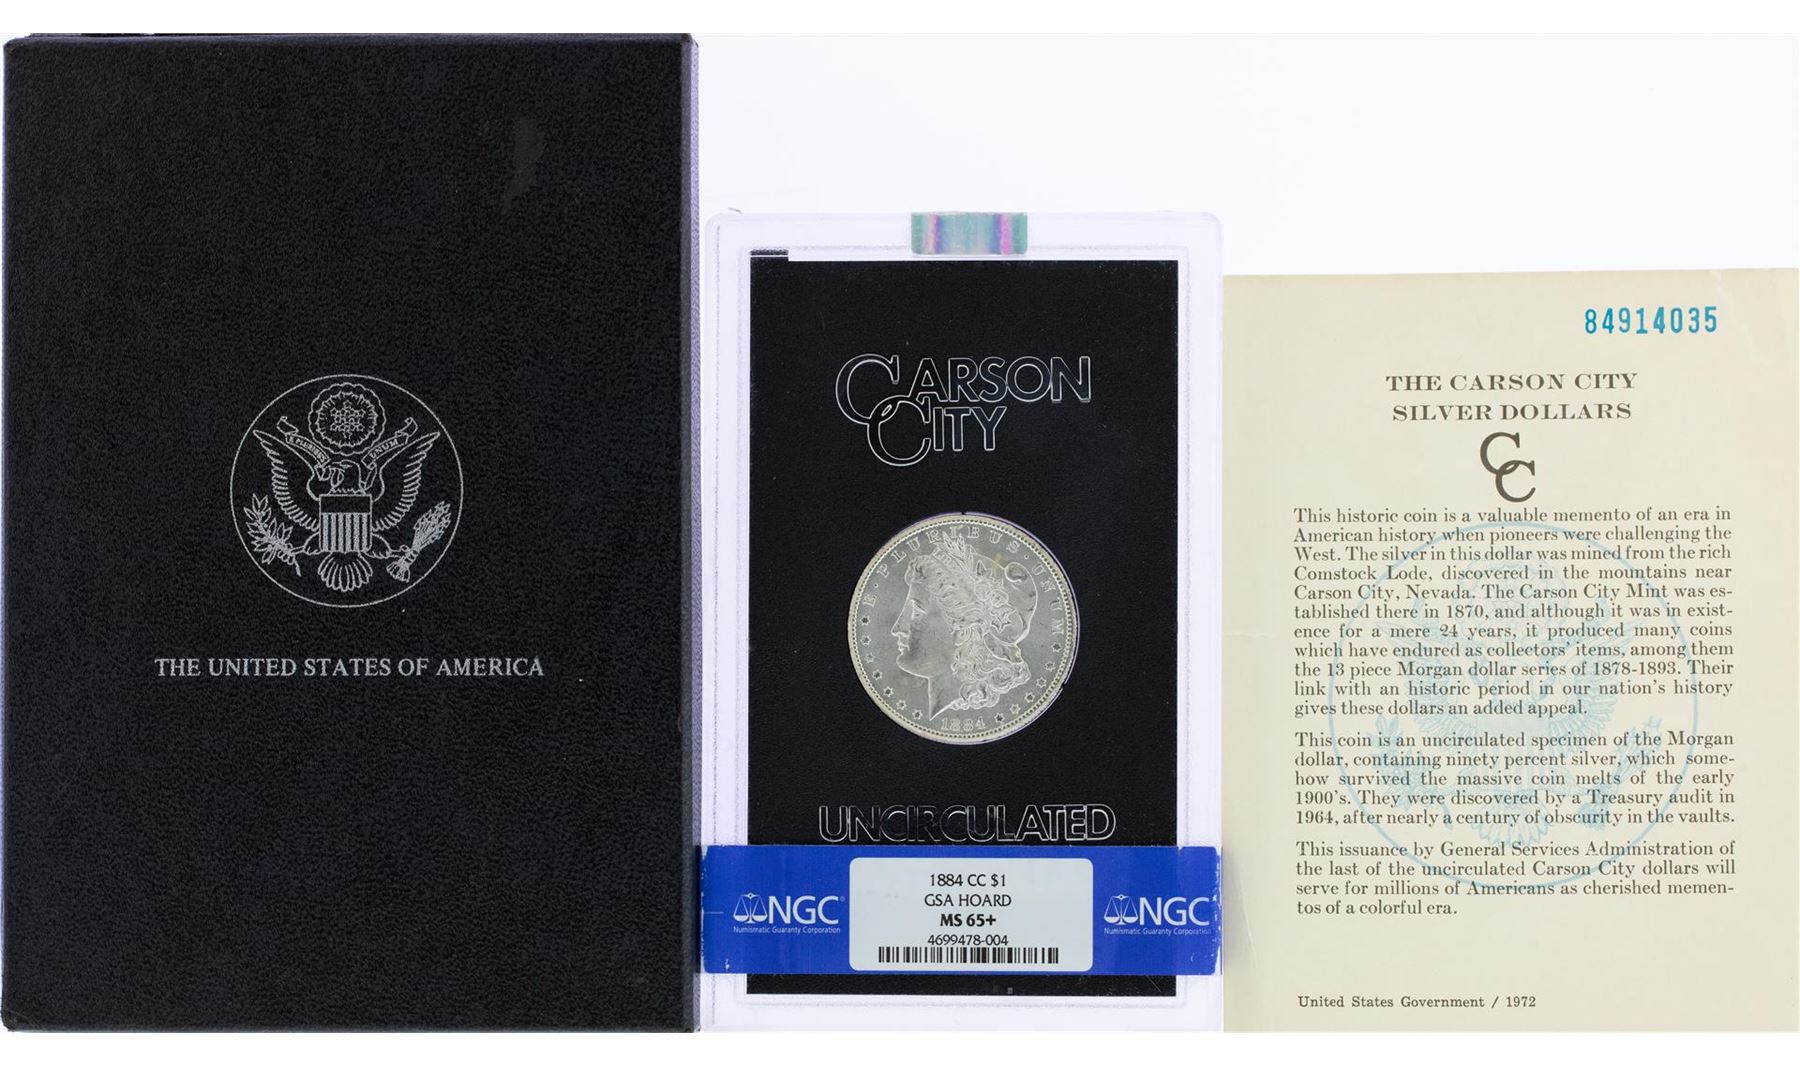 E PLURIBUS UNUM
THE UNITED STATES OF AMERICA
CARSON
CITY
E · PLURIBUS · UNUM
1884
UNCIRCULATED
NGC
Numismatic Guaranty Corporation
1884 CC $1
GSA HOARD
MS 65+
4699478-004
NGC
Numismatic Guaranty Corporation
84914035
THE CARSON CITY
SILVER DOLLARS
CC
This historic coin is a valuable memento of an era in
American history when pioneers were challenging the
West. The silver in this dollar was mined from the rich
Comstock Lode, discovered in the mountains near
Carson City, Nevada. The Carson City Mint was es-
tablished there in 1870, and although it was in exist-
ence for a mere 24 years, it produced many coins
which have endured as collectors' items, among them
the 13 piece Morgan dollar series of 1878-1893. Their
link with an historic period in our nation's history
gives these dollars an added appeal.
This coin is an uncirculated specimen of the Morgan
dollar, containing ninety percent silver, which some-
how survived the massive coin melts of the early
1900's. They were discovered by a Treasury audit in
1964, after nearly a century of obscurity in the vaults.
This issuance by General Services Administration of
the last of the uncirculated Carson City dollars will
serve for millions of Americans as cherished memen-
tos of a colorful era.
United States Government / 1972